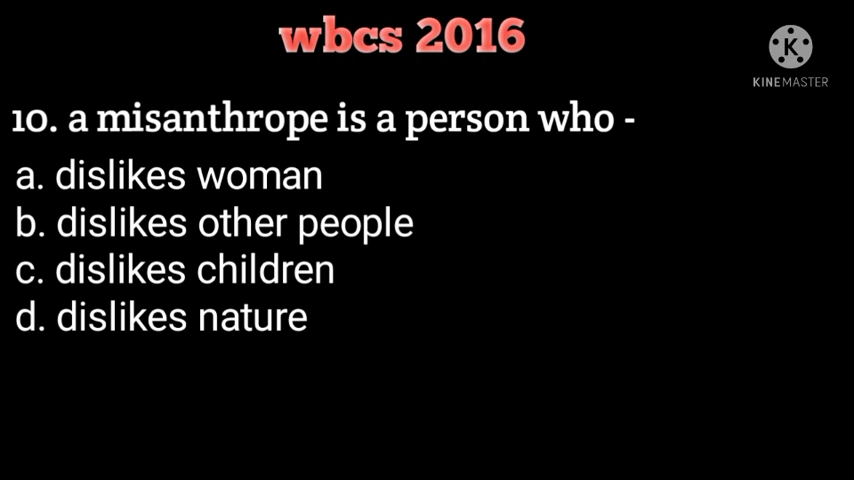 wbcs 2016
K
KINEMASTER
10. a misanthrope is a person who -
a. dislikes woman
b. dislikes other people
c. dislikes children
d. dislikes nature